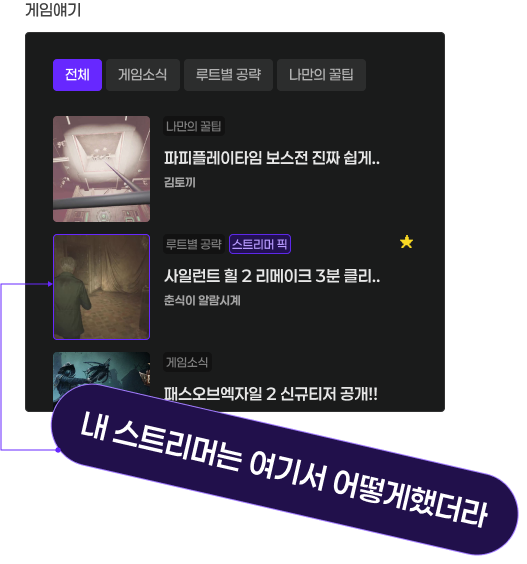 게임얘기
전체 게임소식 루트별 공략 나만의 꿀팁
나만의 꿀팁
파피플레이타임 보스전 진짜 쉽게..
김토끼
루트별 공략 스트리머 픽
사일런트 힐 2 리메이크 3분 클리..
춘식이 알람시계
게임소식
패스오브엑자일 2 신규티저 공개!!
내 스트리머는 여기서 어떻게했더라